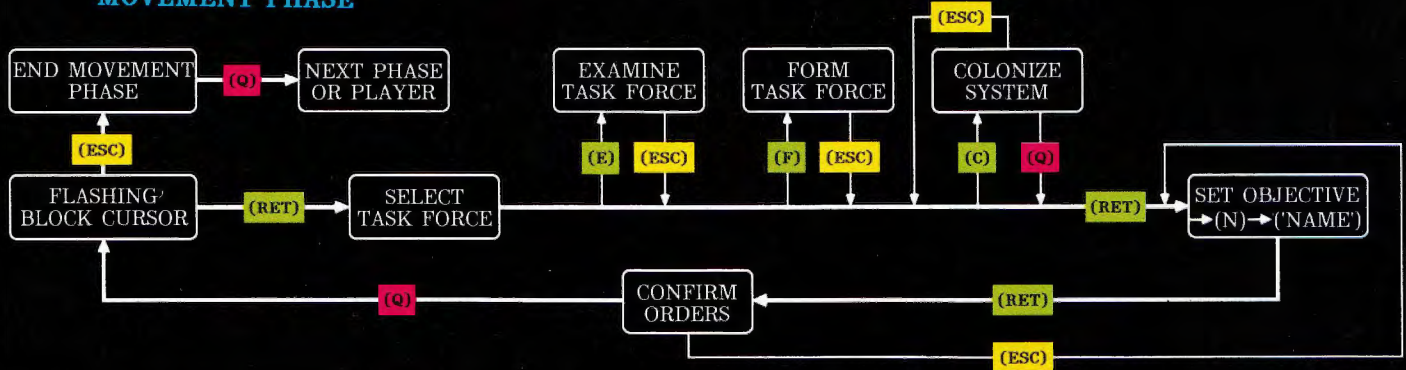 MOVEMENT PHASE
(ESC)
END MOVEMENT
PHASE
(Q)
NEXT PHASE
OR PLAYER
EXAMINE
TASK FORCE
FORM
TASK FORCE
COLONIZE
SYSTEM
(ESC)
(E)
(ESC)
(F)
(ESC)
(C)
(Q)
FLASHING
BLOCK CURSOR
(RET)
SELECT
TASK FORCE
(RET)
SET OBJECTIVE
(N) ('NAME')
(Q)
CONFIRM
ORDERS
(RET)
(ESC)